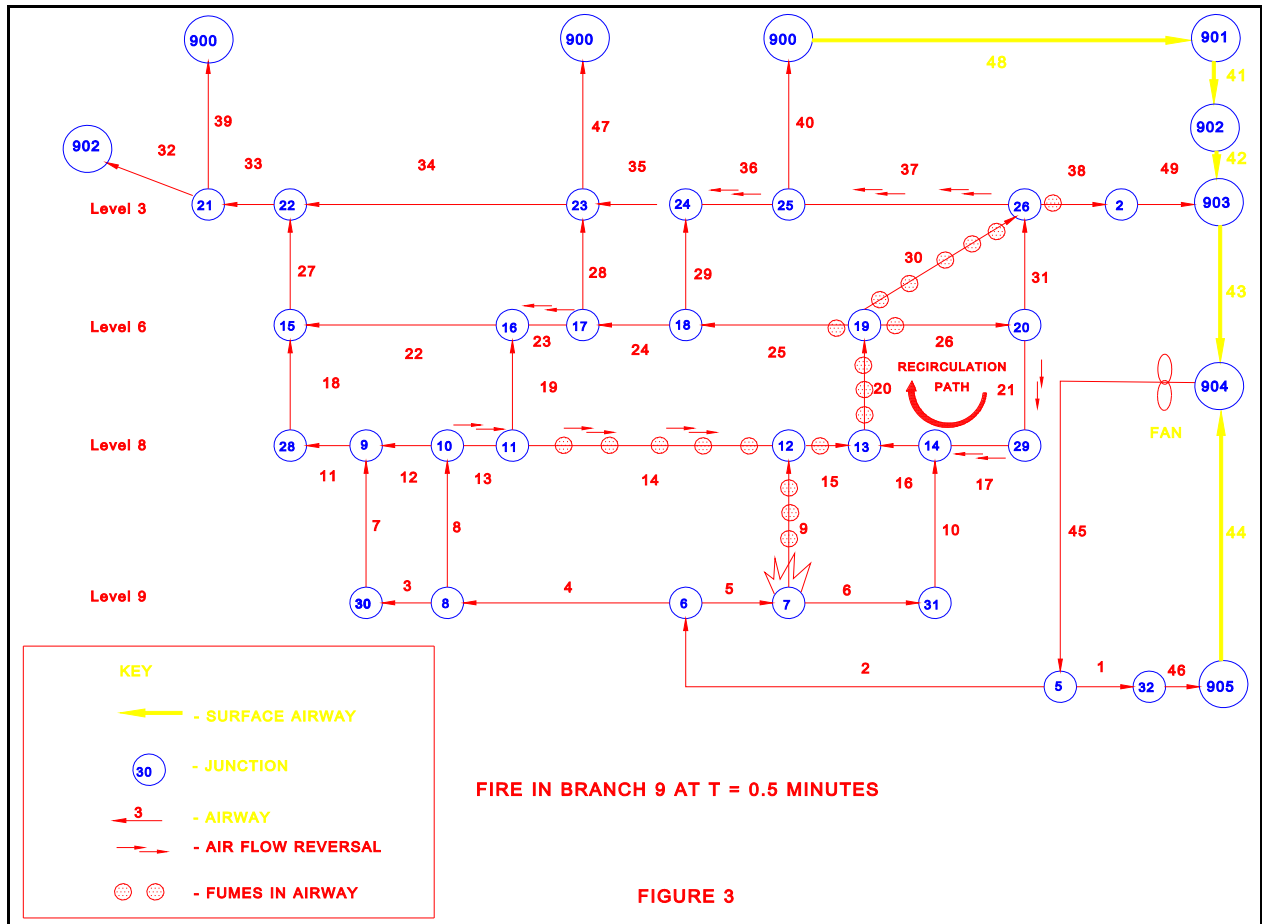 900 900 900 901
48
41
39 47 40
902 902
32 33 34 35 36 37 38 42 49
Level 3 21 22 23 24 25 26 2 903
30
27 28 29 31 43
Level 6 15 16 17 18 19 20
22 23 24 25 26
RECIRCULATION
PATH
904
18 19 20 21
FAN
Level 8 28 9 10 11 12 13 14 29
11 12 13 14 15 16 17
7 8 9 10 45 44
Level 9 3 4 5 6
30 8 6 7 31
2 1 46
5 32 905
KEY
- SURFACE AIRWAY
30 - JUNCTION
3 - AIRWAY
- AIR FLOW REVERSAL
- FUMES IN AIRWAY
FIRE IN BRANCH 9 AT T = 0.5 MINUTES
FIGURE 3